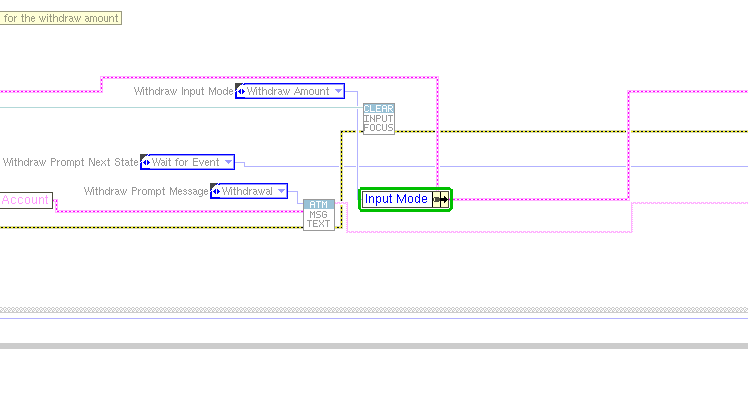 for the withdraw amount
Withdraw Input Mode
Withdraw Amount
CLEAR
INPUT
FOCUS
Withdraw Prompt Next State
Wait for Event
Withdraw Prompt Message
Withdrawal
Account
ATM
MSG
TEXT
Input Mode